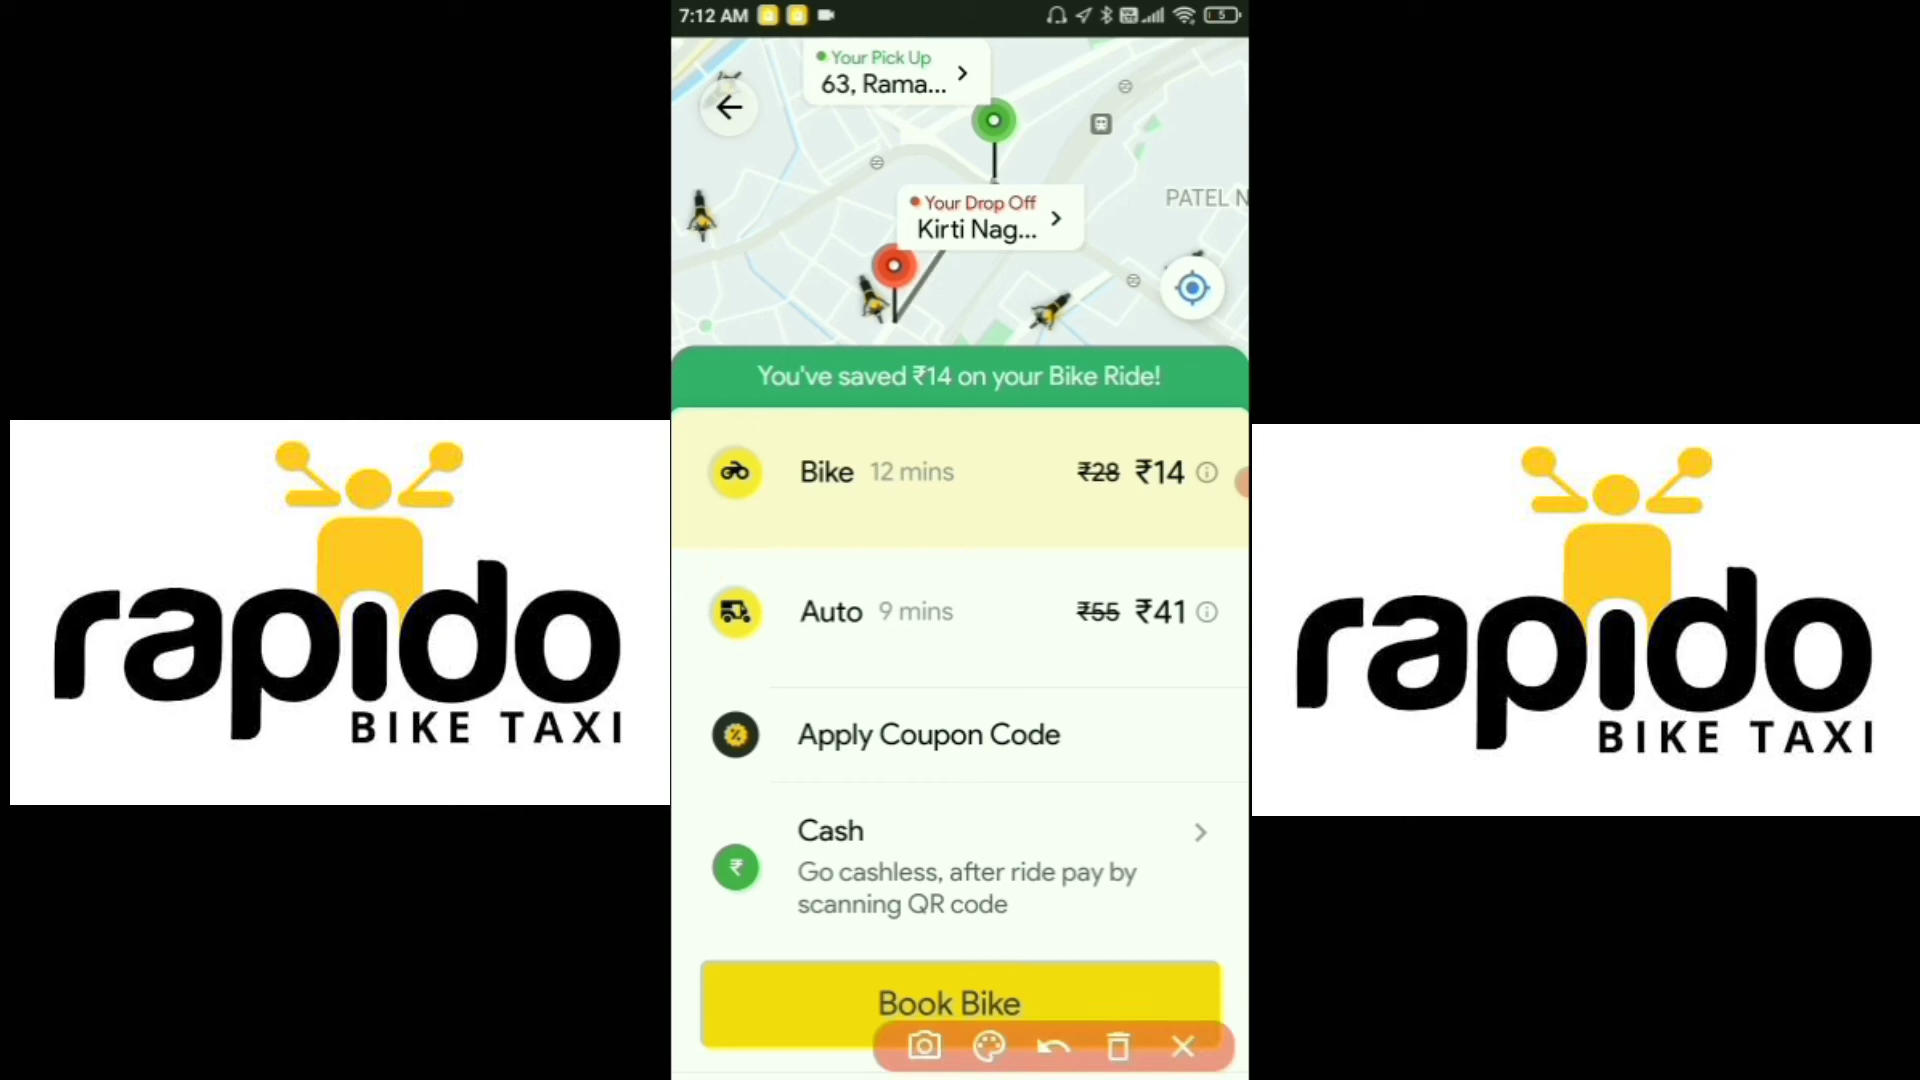 7:12 AM
5
Your Pick Up
63, Rama...
PATEL N
Your Drop Off
Kirti Nag...
You've saved ₹14 on your Bike Ride!
Bike 12 mins ₹28 ₹14
Auto 9 mins ₹55 ₹41
Apply Coupon Code
Cash
Go cashless, after ride pay by
scanning QR code
Book Bike
rapido
BIKE TAXI
rapido
BIKE TAXI